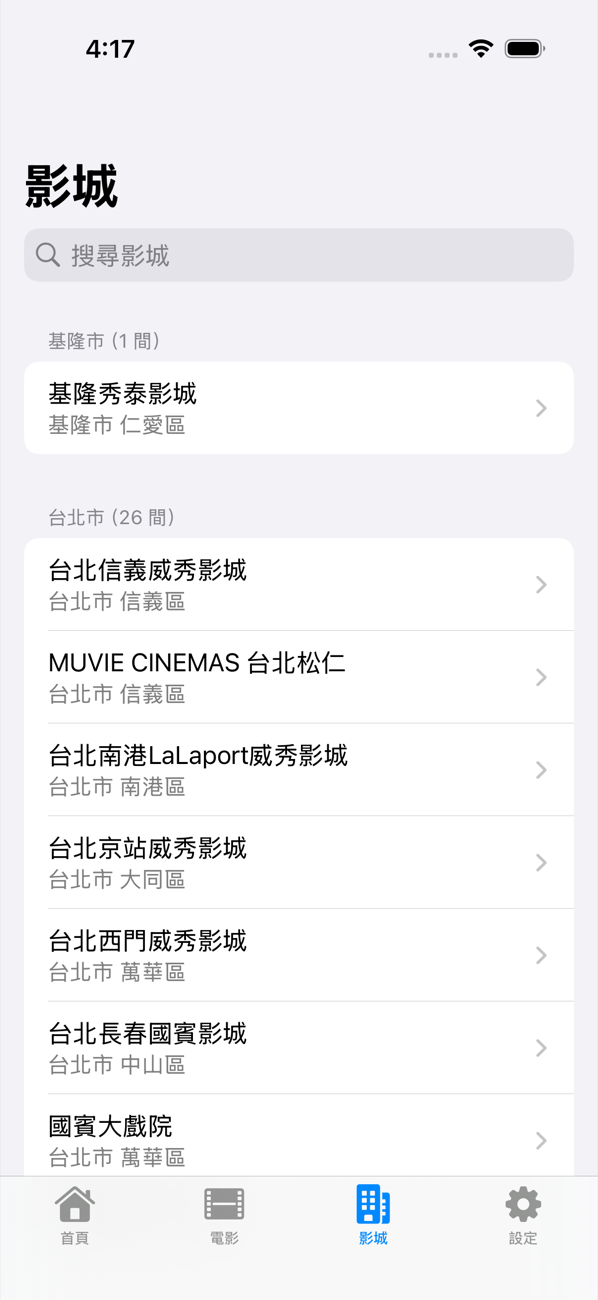 4:17
影城
搜尋影城
基隆市 (1 間)
基隆秀泰影城
基隆市 仁愛區
台北市 (26 間)
台北信義威秀影城
台北市 信義區
MUVIE CINEMAS 台北松仁
台北市 信義區
台北南港LaLaport威秀影城
台北市 南港區
台北京站威秀影城
台北市 大同區
台北西門威秀影城
台北市 萬華區
台北長春國賓影城
台北市 中山區
國賓大戲院
台北市 萬華區
首頁
電影
影城
設定